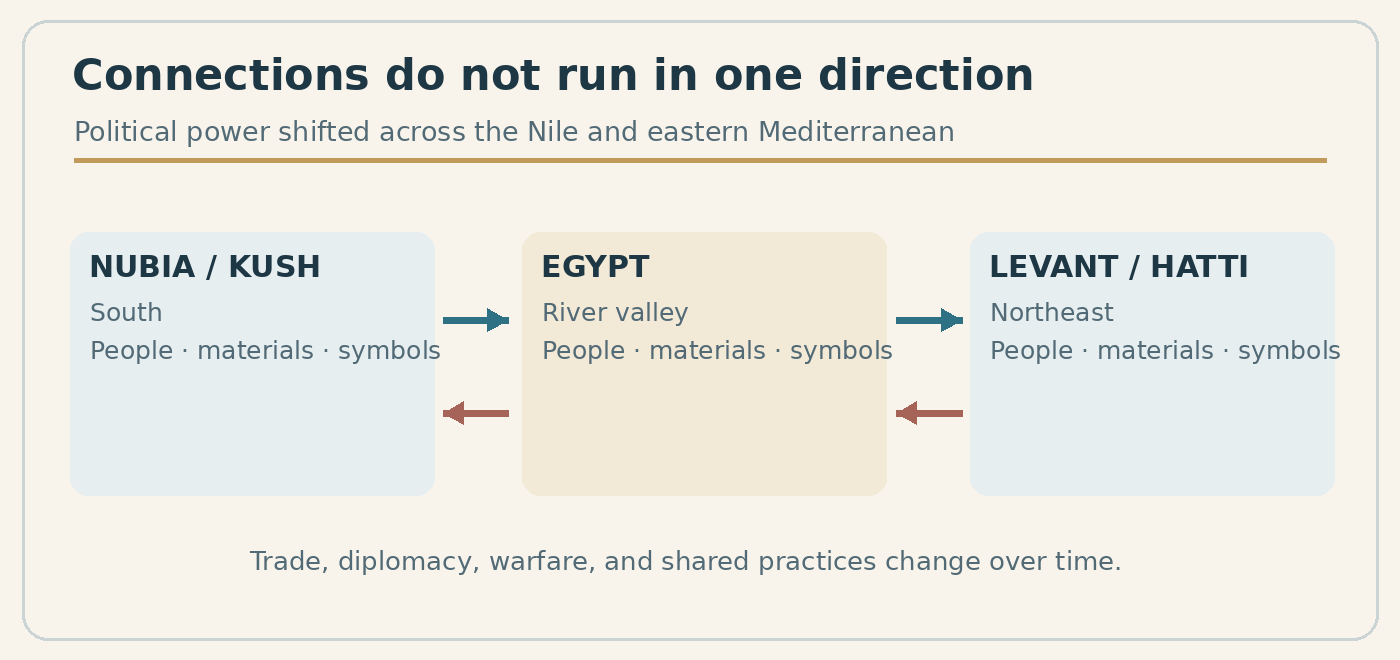 Connections do not run in one direction
Political power shifted across the Nile and eastern Mediterranean
NUBIA / KUSH
South
People · materials · symbols
EGYPT
River valley
People · materials · symbols
LEVANT / HATTI
Northeast
People · materials · symbols
Trade, diplomacy, warfare, and shared practices change over time.